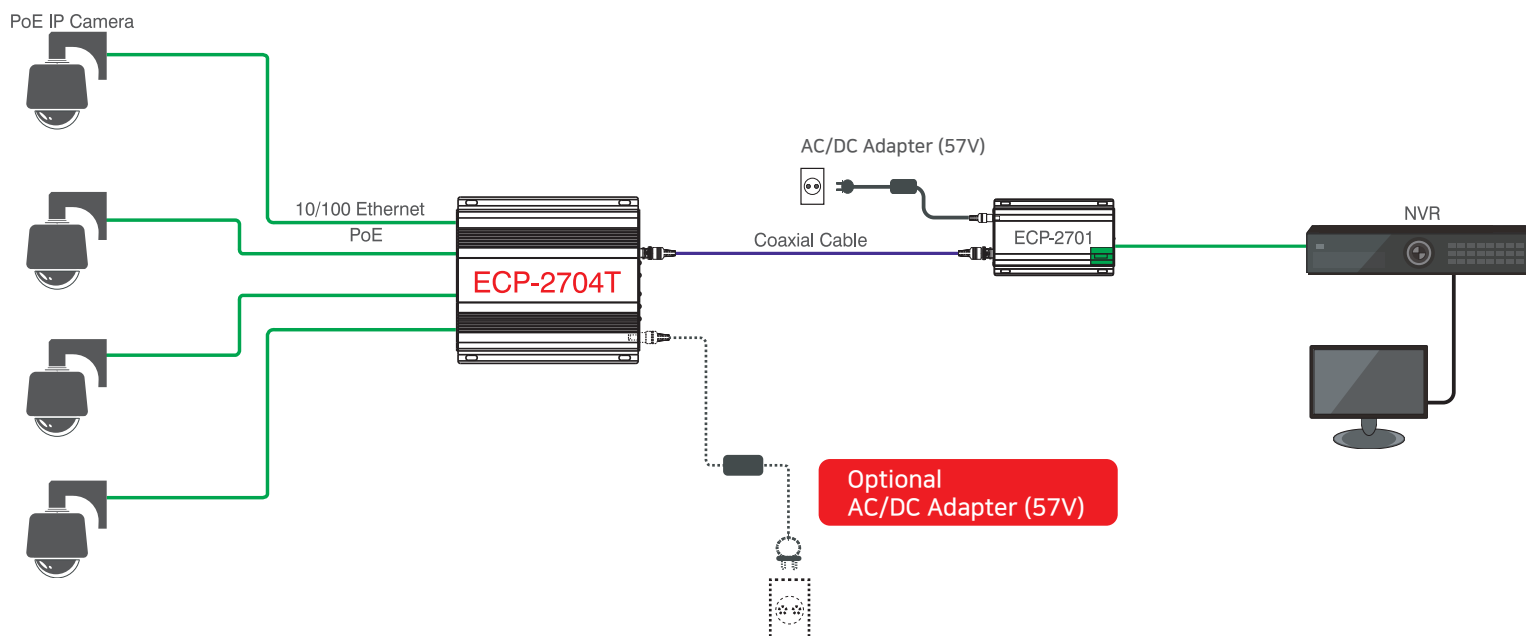 PoE IP Camera
AC/DC Adapter (57V)
10/100 Ethernet
PoE
NVR
Coaxial Cable
ECP-2701
ECP-2704T
Optional
AC/DC Adapter (57V)